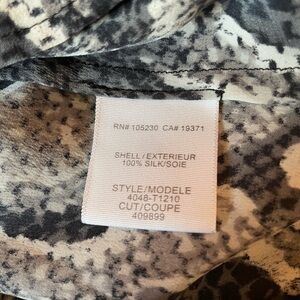 RN# 105230 CA# 19371
SHELL/EXTERIEUR
100% SILK/SOIE
STYLE/MODELE
4048-T1210
CUT/COUPE
409899